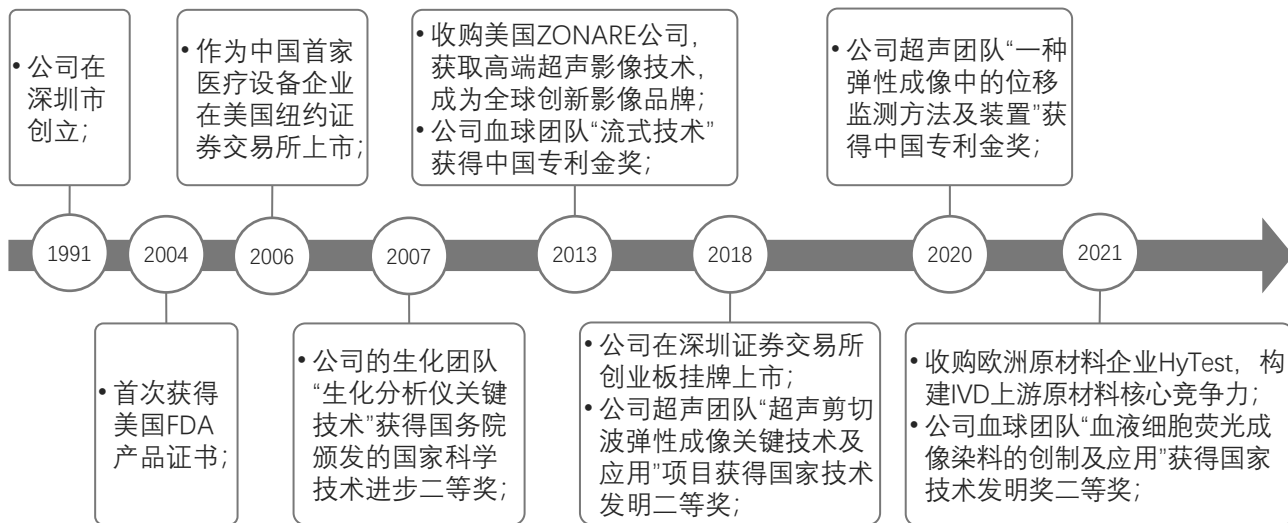 • 公司在
深圳市
创立；
• 作为中国首家
医疗设备企业
在美国纽约证
券交易所上市；
• 收购美国ZONARE公司，
获取高端超声影像技术，
成为全球创新影像品牌；
• 公司血球团队“流式技术”
获得中国专利金奖；
• 公司超声团队“一种
弹性成像中的位移
监测方法及装置”获
得中国专利金奖；
1991
2004
2006
2007
2013
2018
2020
2021
• 首次获得
美国FDA
产品证书；
• 公司的生化团队
“生化分析仪关键
技术”获得国务院
颁发的国家科学
技术进步二等奖；
• 公司在深圳证券交易所
创业板挂牌上市；
• 公司超声团队“超声剪切
波弹性成像关键技术及
应用”项目获得国家技术
发明二等奖；
• 收购欧洲原材料企业HyTest，构
建IVD上游原材料核心竞争力；
• 公司血球团队“血液细胞荧光成
像染料的创制及应用”获得国家
技术发明奖二等奖；